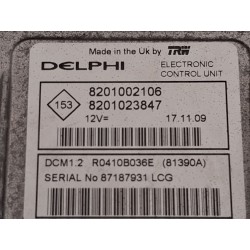 Made in the Uk by TRW
DELPHI ELECTRONIC
CONTROL UNIT
153 8201002106
8201023847
12V= 17.11.09
DCM1.2 R0410B036E (81390A)
SERIAL No 87187931 LCG